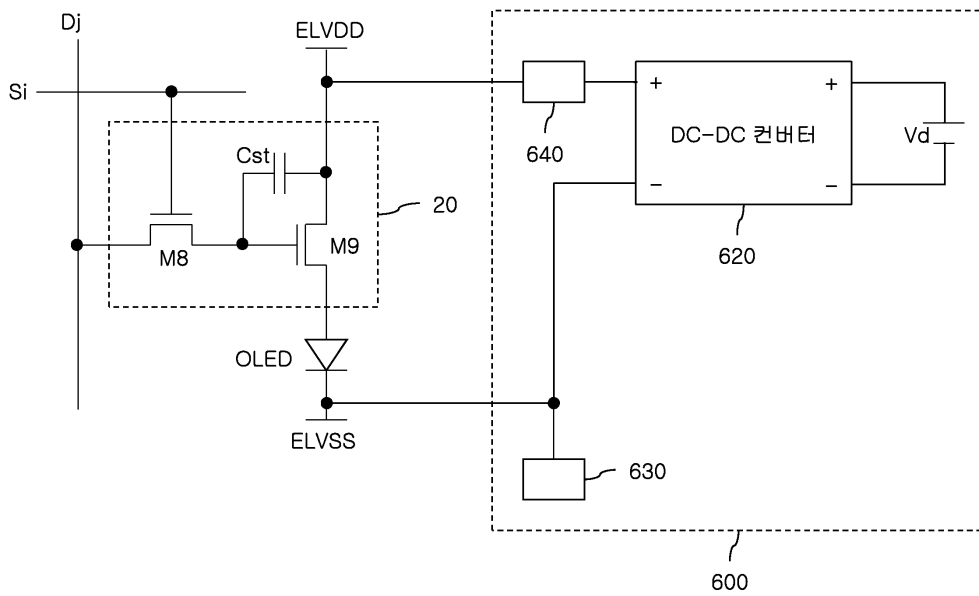 Dj
ELVDD
Si
+
+
DC-DC 컨버터
Vd
Cst
640
20
−
−
M9
M8
620
OLED
ELVSS
630
600